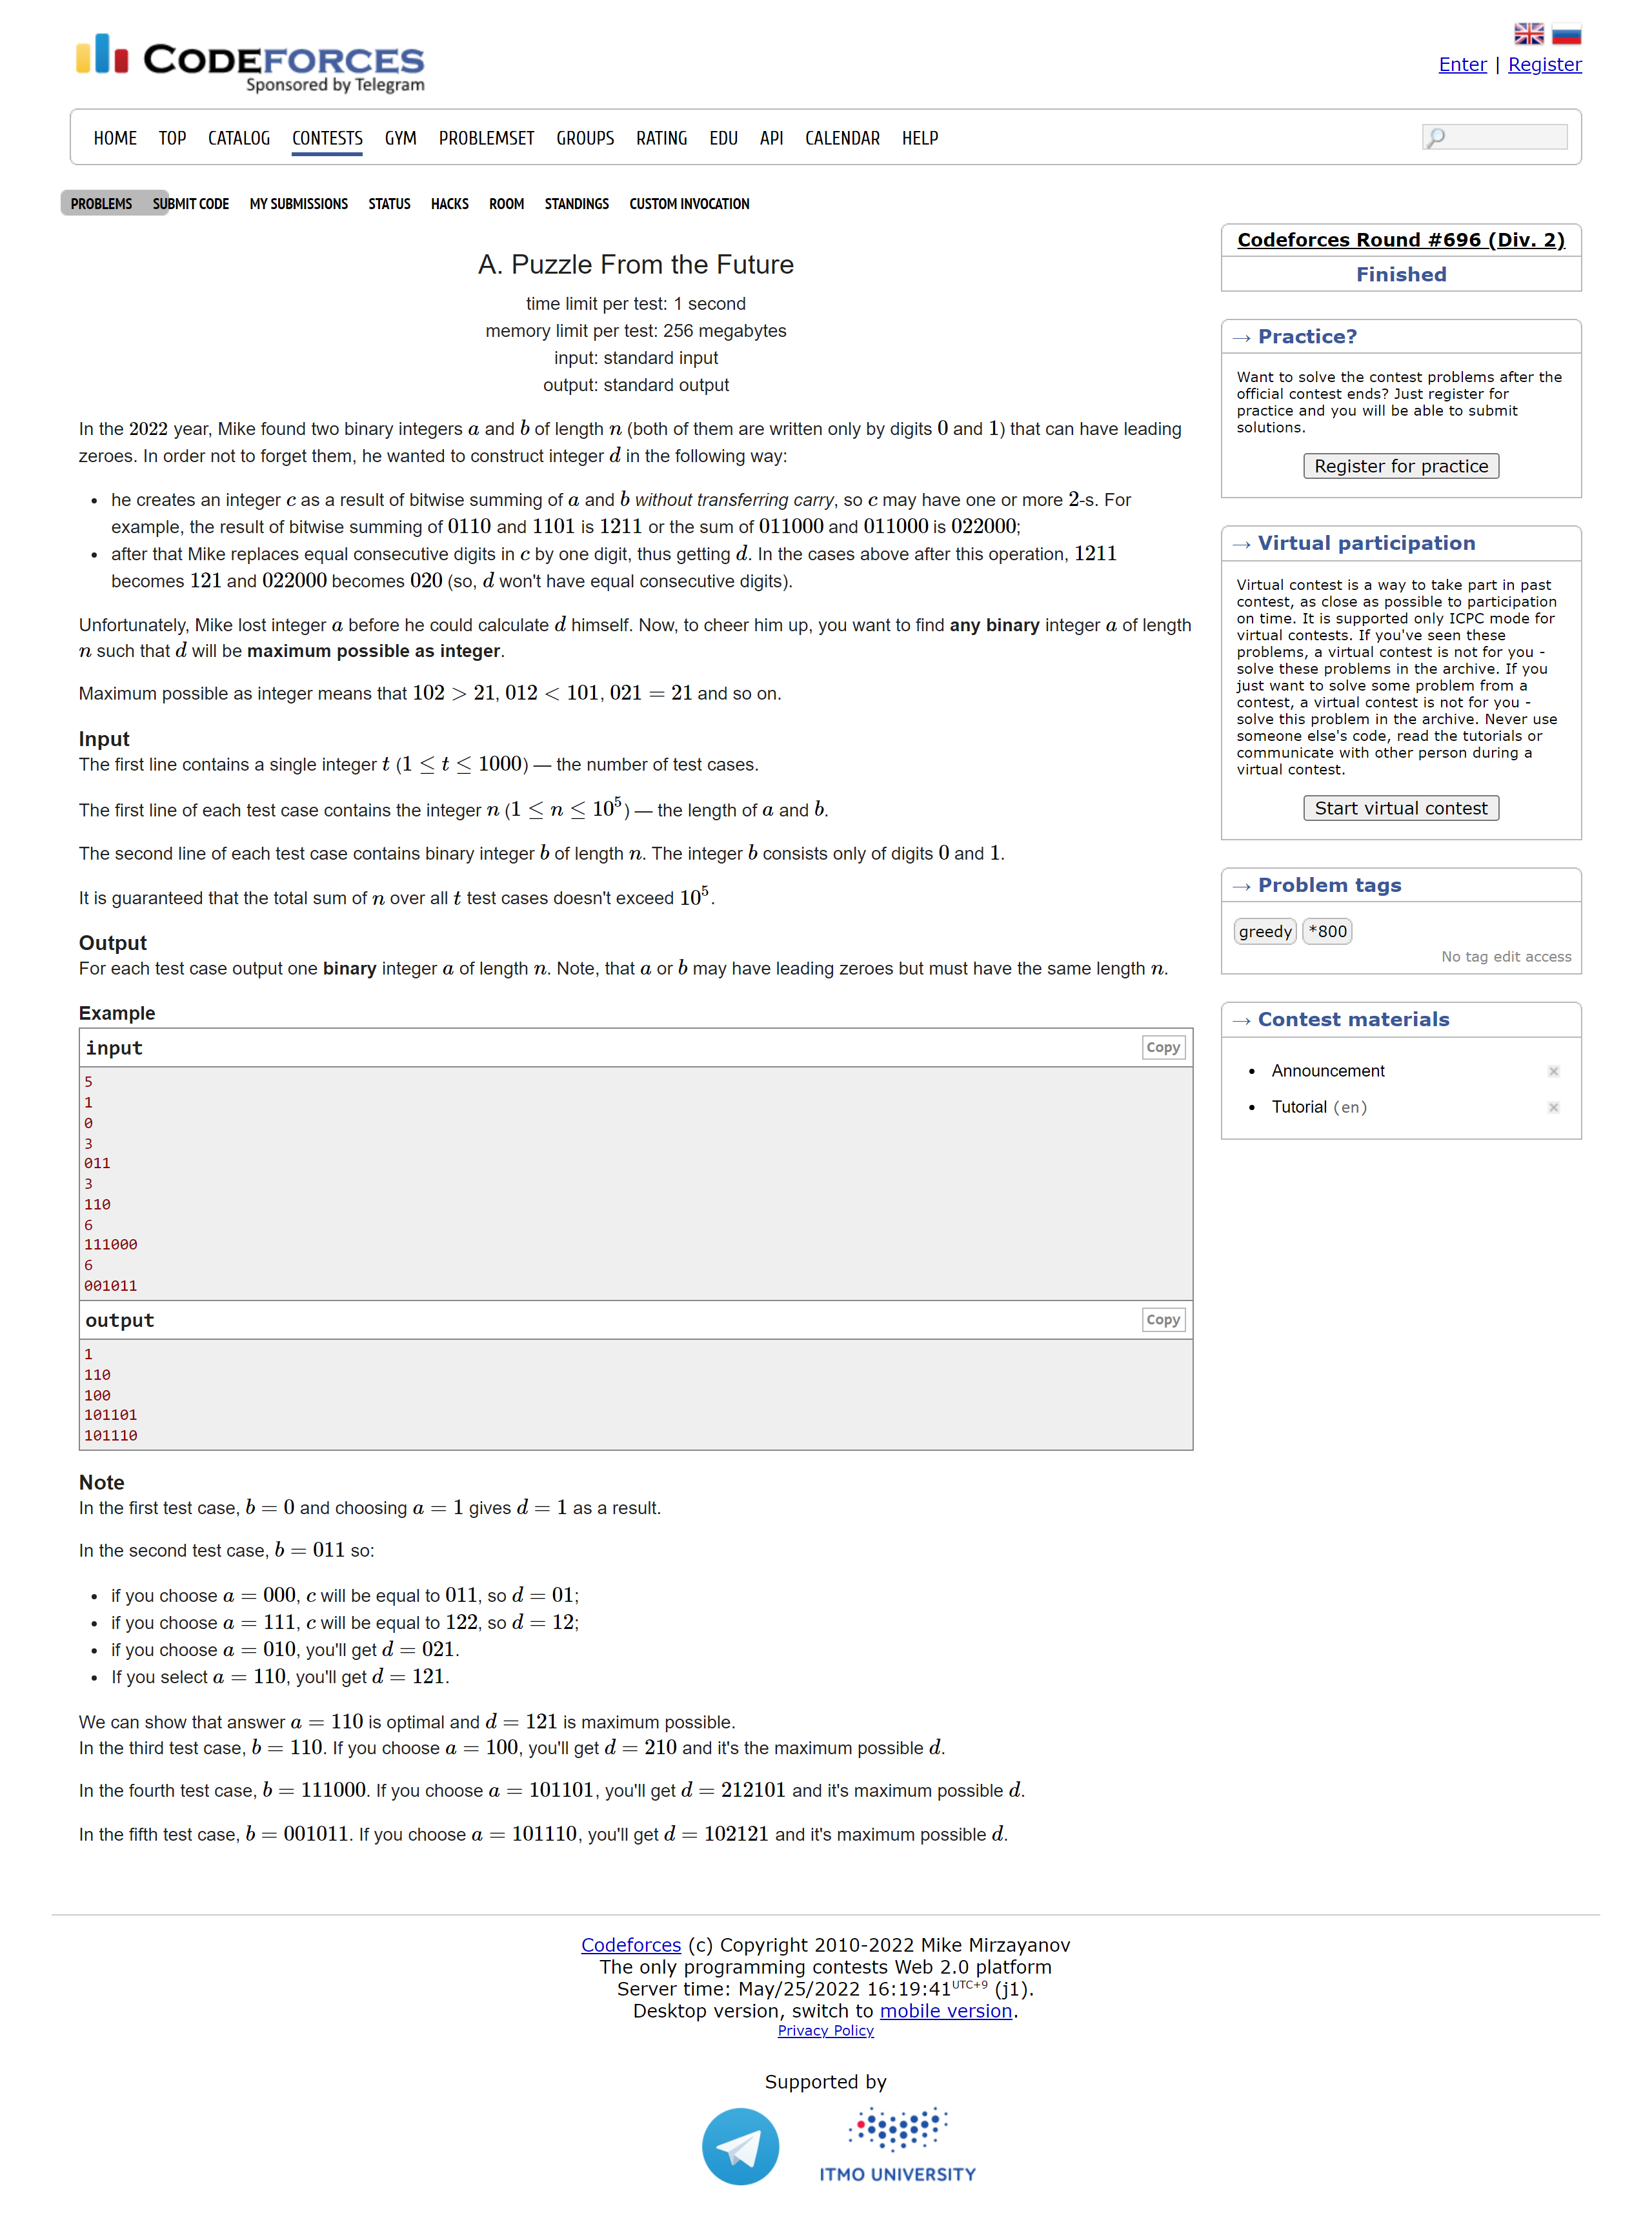 CODEFORCES
Sponsored by Telegram
Enter | Register
HOME TOP CATALOG CONTESTS GYM PROBLEMSET GROUPS RATING EDU API CALENDAR HELP
PROBLEMS SUBMIT CODE MY SUBMISSIONS STATUS HACKS ROOM STANDINGS CUSTOM INVOCATION
A. Puzzle From the Future
time limit per test: 1 second
memory limit per test: 256 megabytes
input: standard input
output: standard output
In the 2022 year, Mike found two binary integers a and b of length n (both of them are written only by digits 0 and 1) that can have leading
zeroes. In order not to forget them, he wanted to construct integer d in the following way:
• he creates an integer c as a result of bitwise summing of a and b without transferring carry, so c may have one or more 2-s. For
example, the result of bitwise summing of 0110 and 1101 is 1211 or the sum of 011000 and 011000 is 022000;
• after that Mike replaces equal consecutive digits in c by one digit, thus getting d. In the cases above after this operation, 1211
becomes 121 and 022000 becomes 020 (so, d won't have equal consecutive digits).
Unfortunately, Mike lost integer a before he could calculate d himself. Now, to cheer him up, you want to find any binary integer a of length
n such that d will be maximum possible as integer.
Maximum possible as integer means that 102 > 21, 012 < 101, 021 = 21 and so on.
Input
The first line contains a single integer t (1 ≤ t ≤ 1000) — the number of test cases.
The first line of each test case contains the integer n (1 ≤ n ≤ 10⁵) — the length of a and b.
The second line of each test case contains binary integer b of length n. The integer b consists only of digits 0 and 1.
It is guaranteed that the total sum of n over all t test cases doesn't exceed 10⁵.
Output
For each test case output one binary integer a of length n. Note, that a or b may have leading zeroes but must have the same length n.
Example
input
Copy
5
1
0
3
011
3
110
6
111000
6
001011
output
Copy
1
110
100
101101
101110
Note
In the first test case, b = 0 and choosing a = 1 gives d = 1 as a result.
In the second test case, b = 011 so:
• if you choose a = 000, c will be equal to 011, so d = 01;
• if you choose a = 111, c will be equal to 122, so d = 12;
• if you choose a = 010, you'll get d = 021.
• If you select a = 110, you'll get d = 121.
We can show that answer a = 110 is optimal and d = 121 is maximum possible.
In the third test case, b = 110. If you choose a = 100, you'll get d = 210 and it's the maximum possible d.
In the fourth test case, b = 111000. If you choose a = 101101, you'll get d = 212101 and it's maximum possible d.
In the fifth test case, b = 001011. If you choose a = 101110, you'll get d = 102121 and it's maximum possible d.
Codeforces Round #696 (Div. 2)
Finished
→ Practice?
Want to solve the contest problems after the
official contest ends? Just register for
practice and you will be able to submit
solutions.
Register for practice
→ Virtual participation
Virtual contest is a way to take part in past
contest, as close as possible to participation
on time. It is supported only ICPC mode for
virtual contests. If you've seen these
problems, a virtual contest is not for you -
solve these problems in the archive. If you
just want to solve some problem from a
contest, a virtual contest is not for you -
solve this problem in the archive. Never use
someone else's code, read the tutorials or
communicate with other person during a
virtual contest.
Start virtual contest
→ Problem tags
greedy *800
No tag edit access
→ Contest materials
• Announcement
• Tutorial (en)
Codeforces (c) Copyright 2010-2022 Mike Mirzayanov
The only programming contests Web 2.0 platform
Server time: May/25/2022 16:19:41 UTC+9 (j1).
Desktop version, switch to mobile version.
Privacy Policy
Supported by
ITMO UNIVERSITY